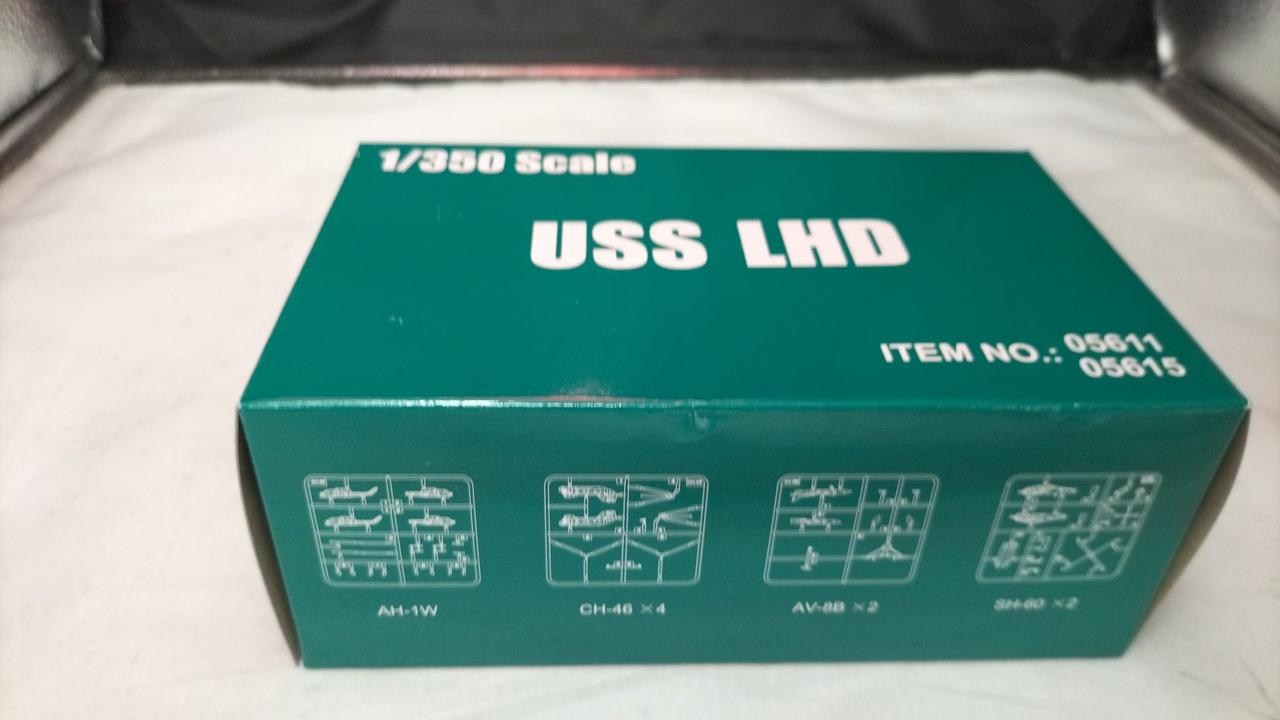 1/350 Scale
USS LHD
ITEM NO.: 05611
05615
AH-1W
CH-46 ×4
AV-8B ×2
SH-60 ×2